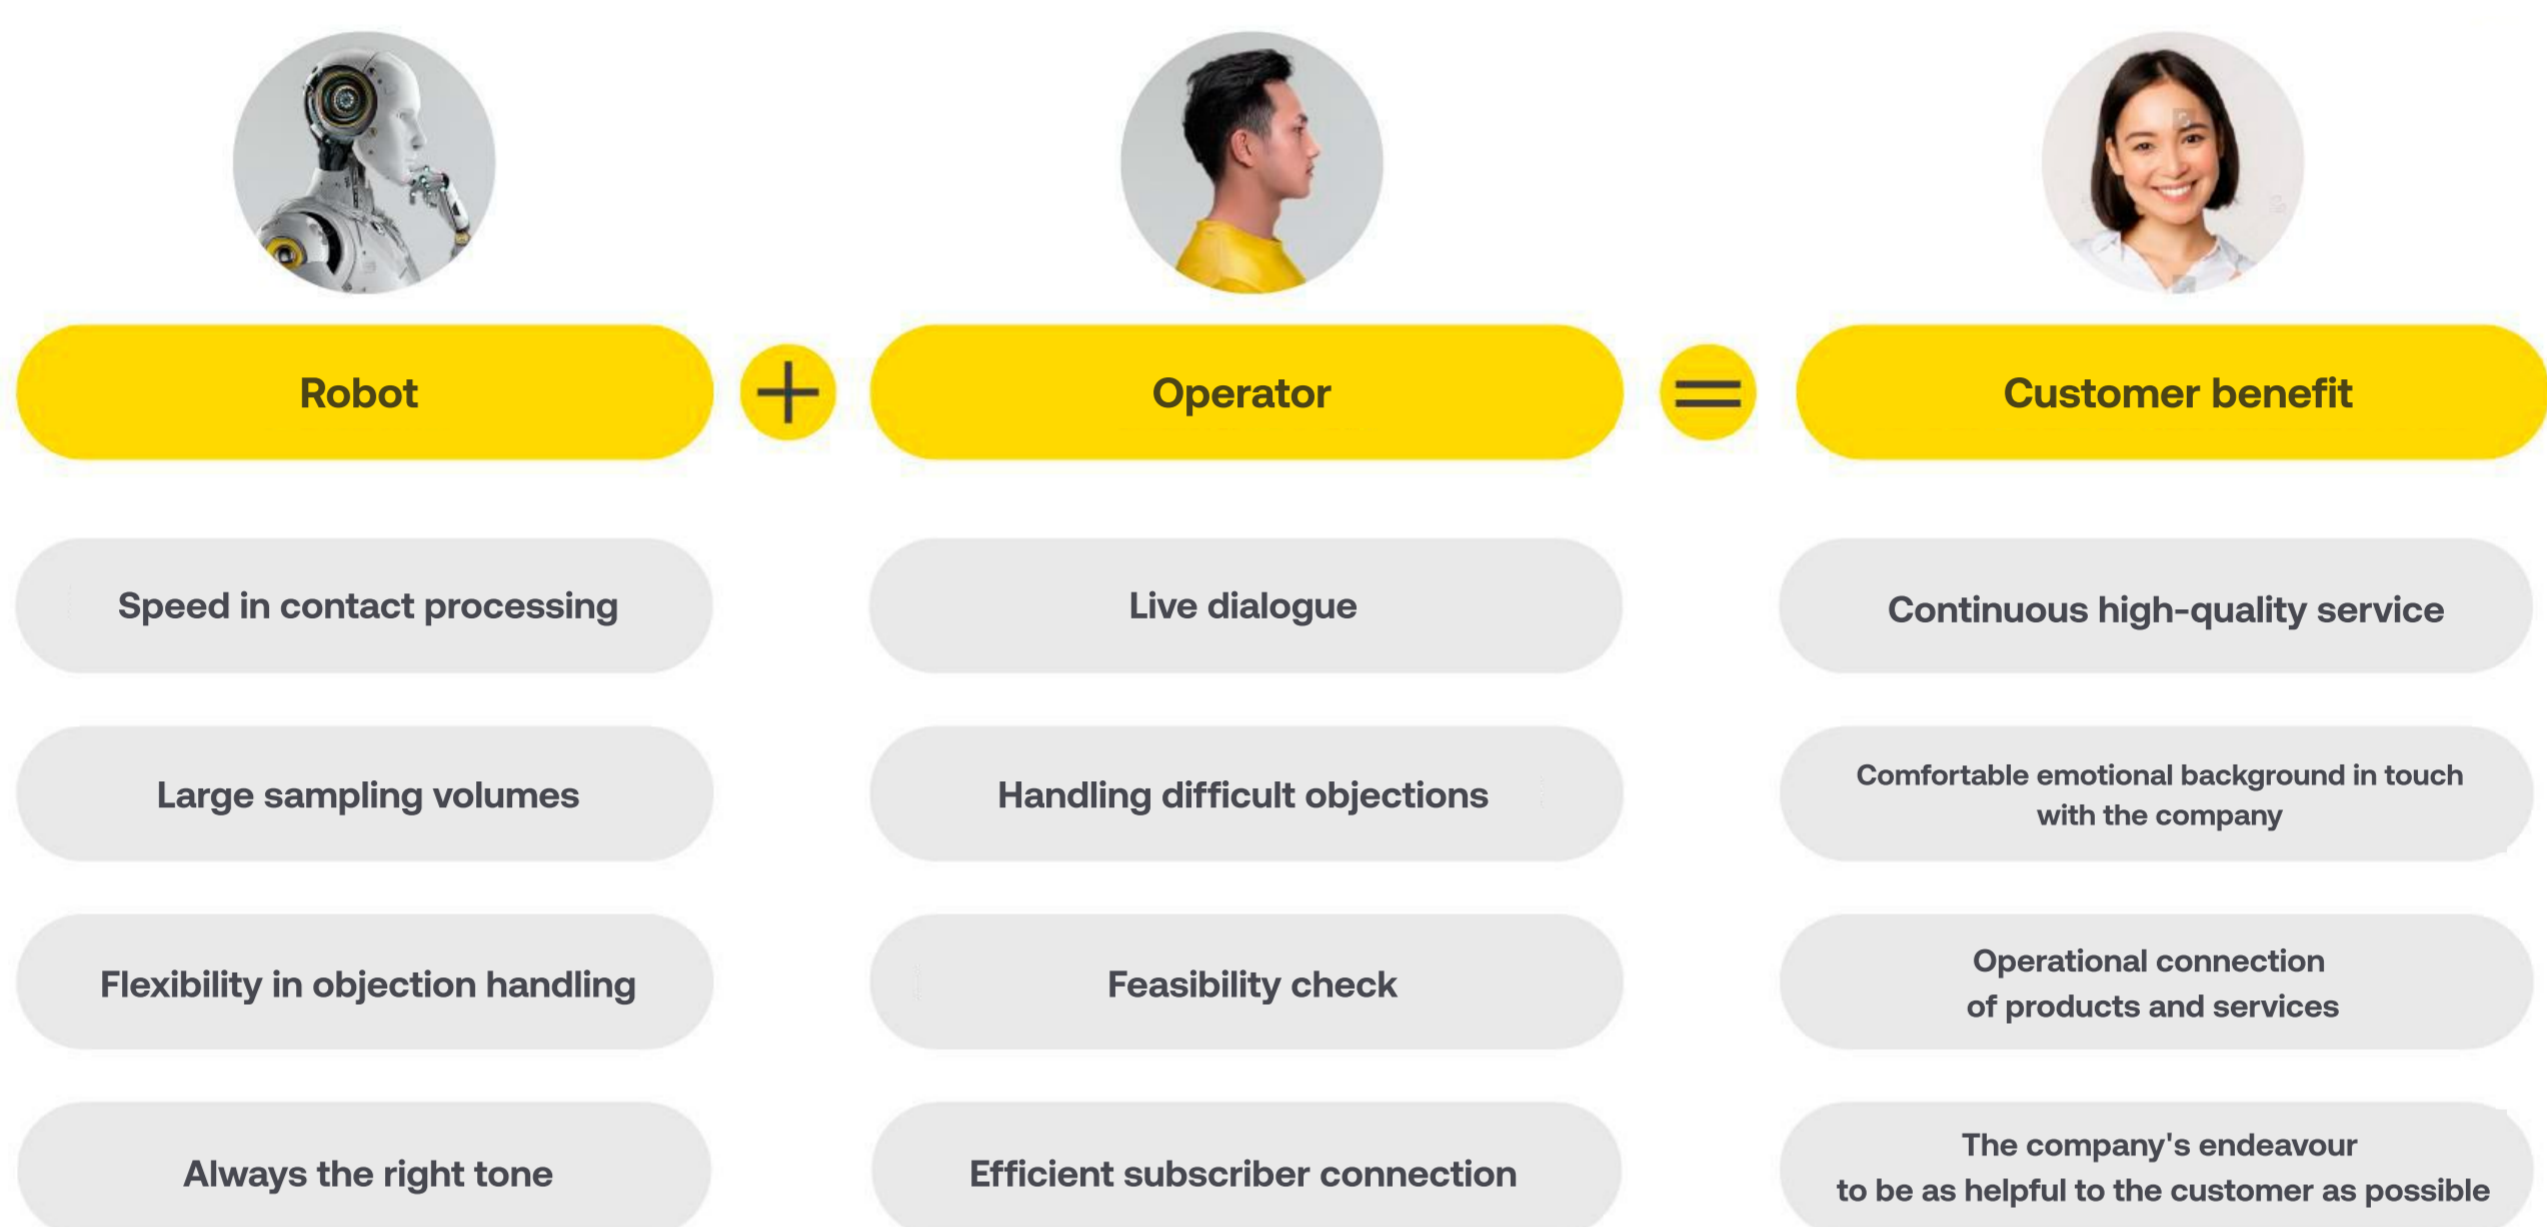 Robot
+
Operator
=
Customer benefit
Speed in contact processing
Live dialogue
Continuous high-quality service
Large sampling volumes
Handling difficult objections
Comfortable emotional background in touch
with the company
Flexibility in objection handling
Feasibility check
Operational connection
of products and services
Always the right tone
Efficient subscriber connection
The company's endeavour
to be as helpful to the customer as possible